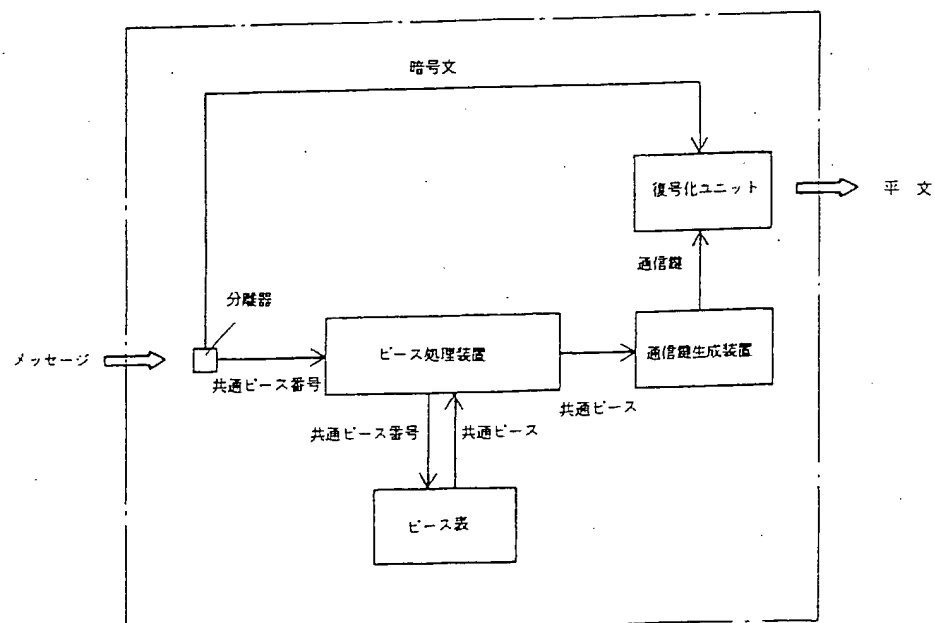 暗号文
復号化ユニット
平 文
通信鍵
分離器
メッセージ
ピース処理装置
通信鍵生成装置
共通ピース番号
共通ピース
共通ピース番号
共通ピース
ピース表